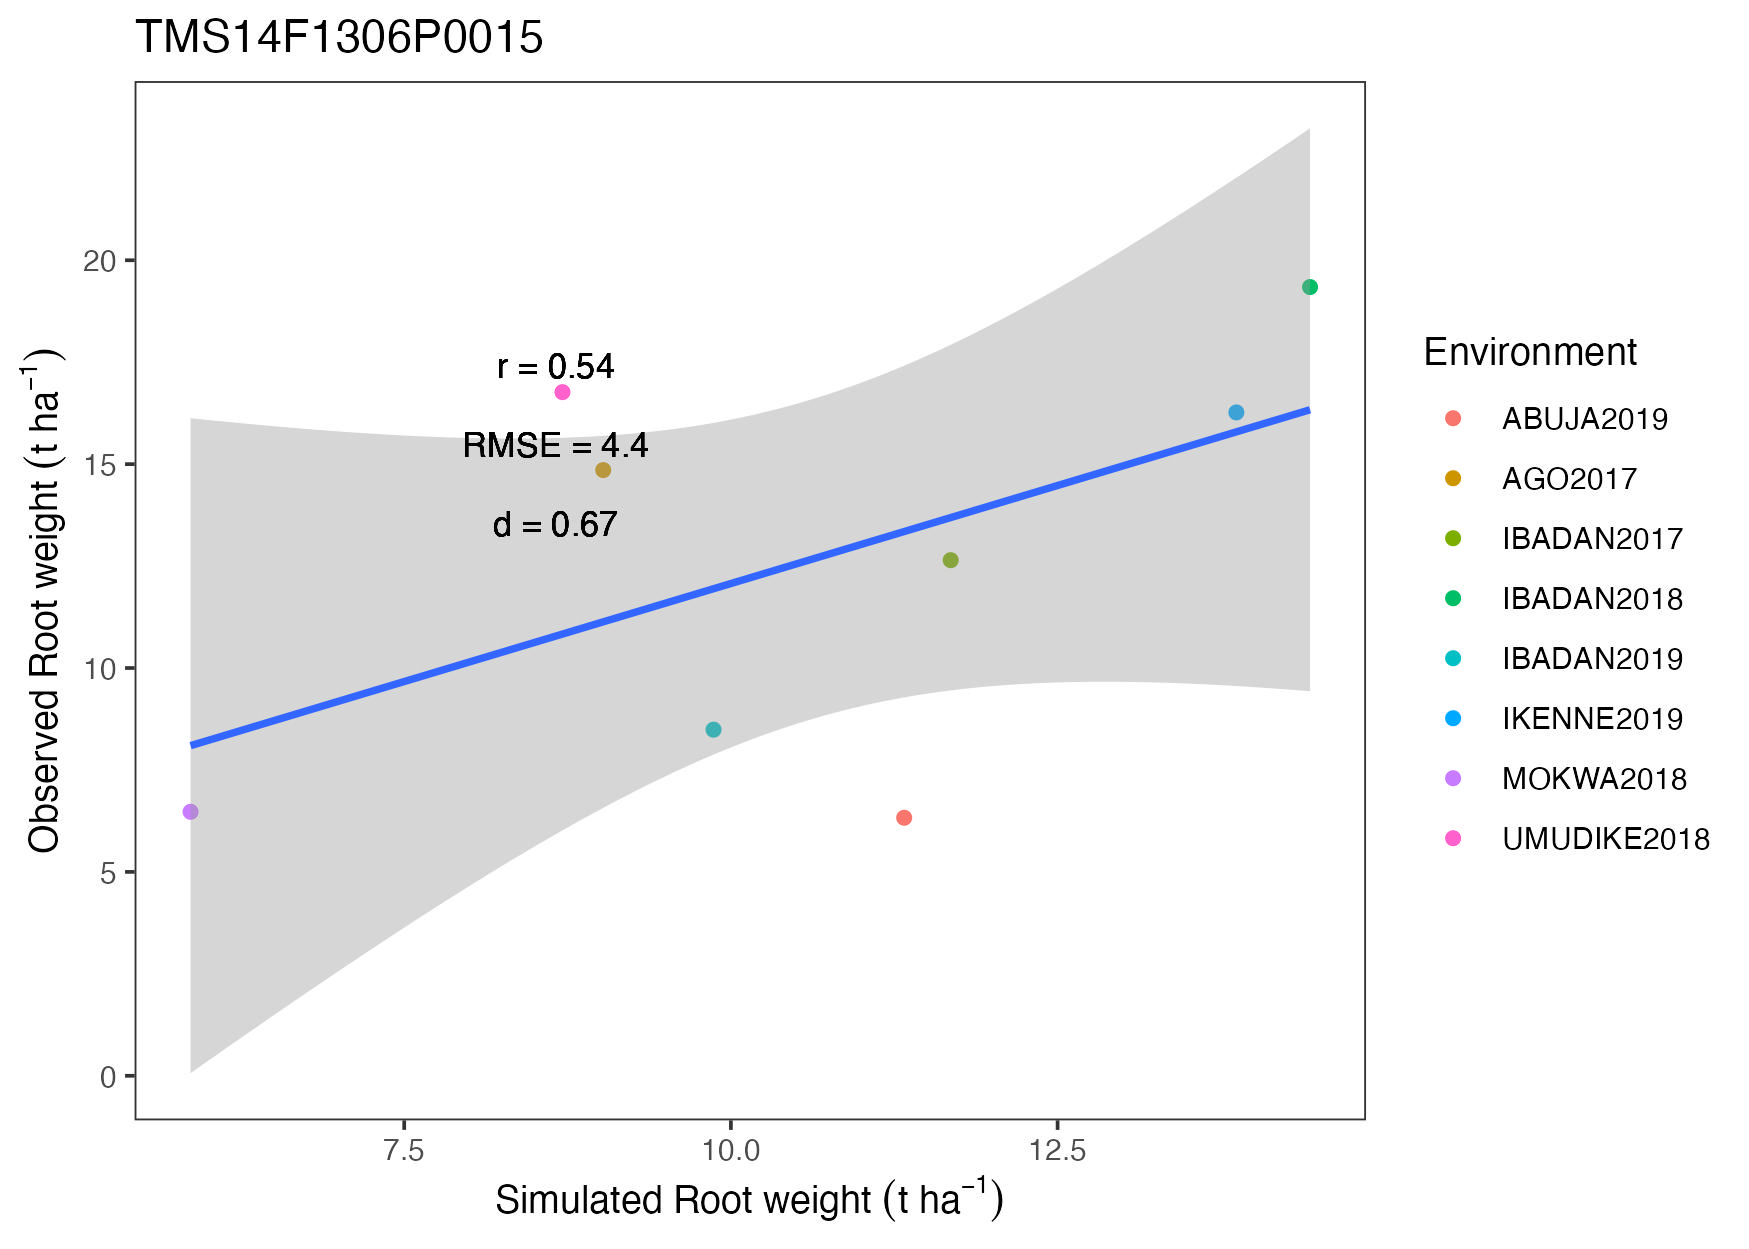 TMS14F1306P0015
Observed Root weight (t ha⁻¹)
20
15
10
5
0
r = 0.54
RMSE = 4.4
d = 0.67
7.5 10.0 12.5
Simulated Root weight (t ha⁻¹)
Environment
ABUJA2019
AGO2017
IBADAN2017
IBADAN2018
IBADAN2019
IKENNE2019
MOKWA2018
UMUDIKE2018